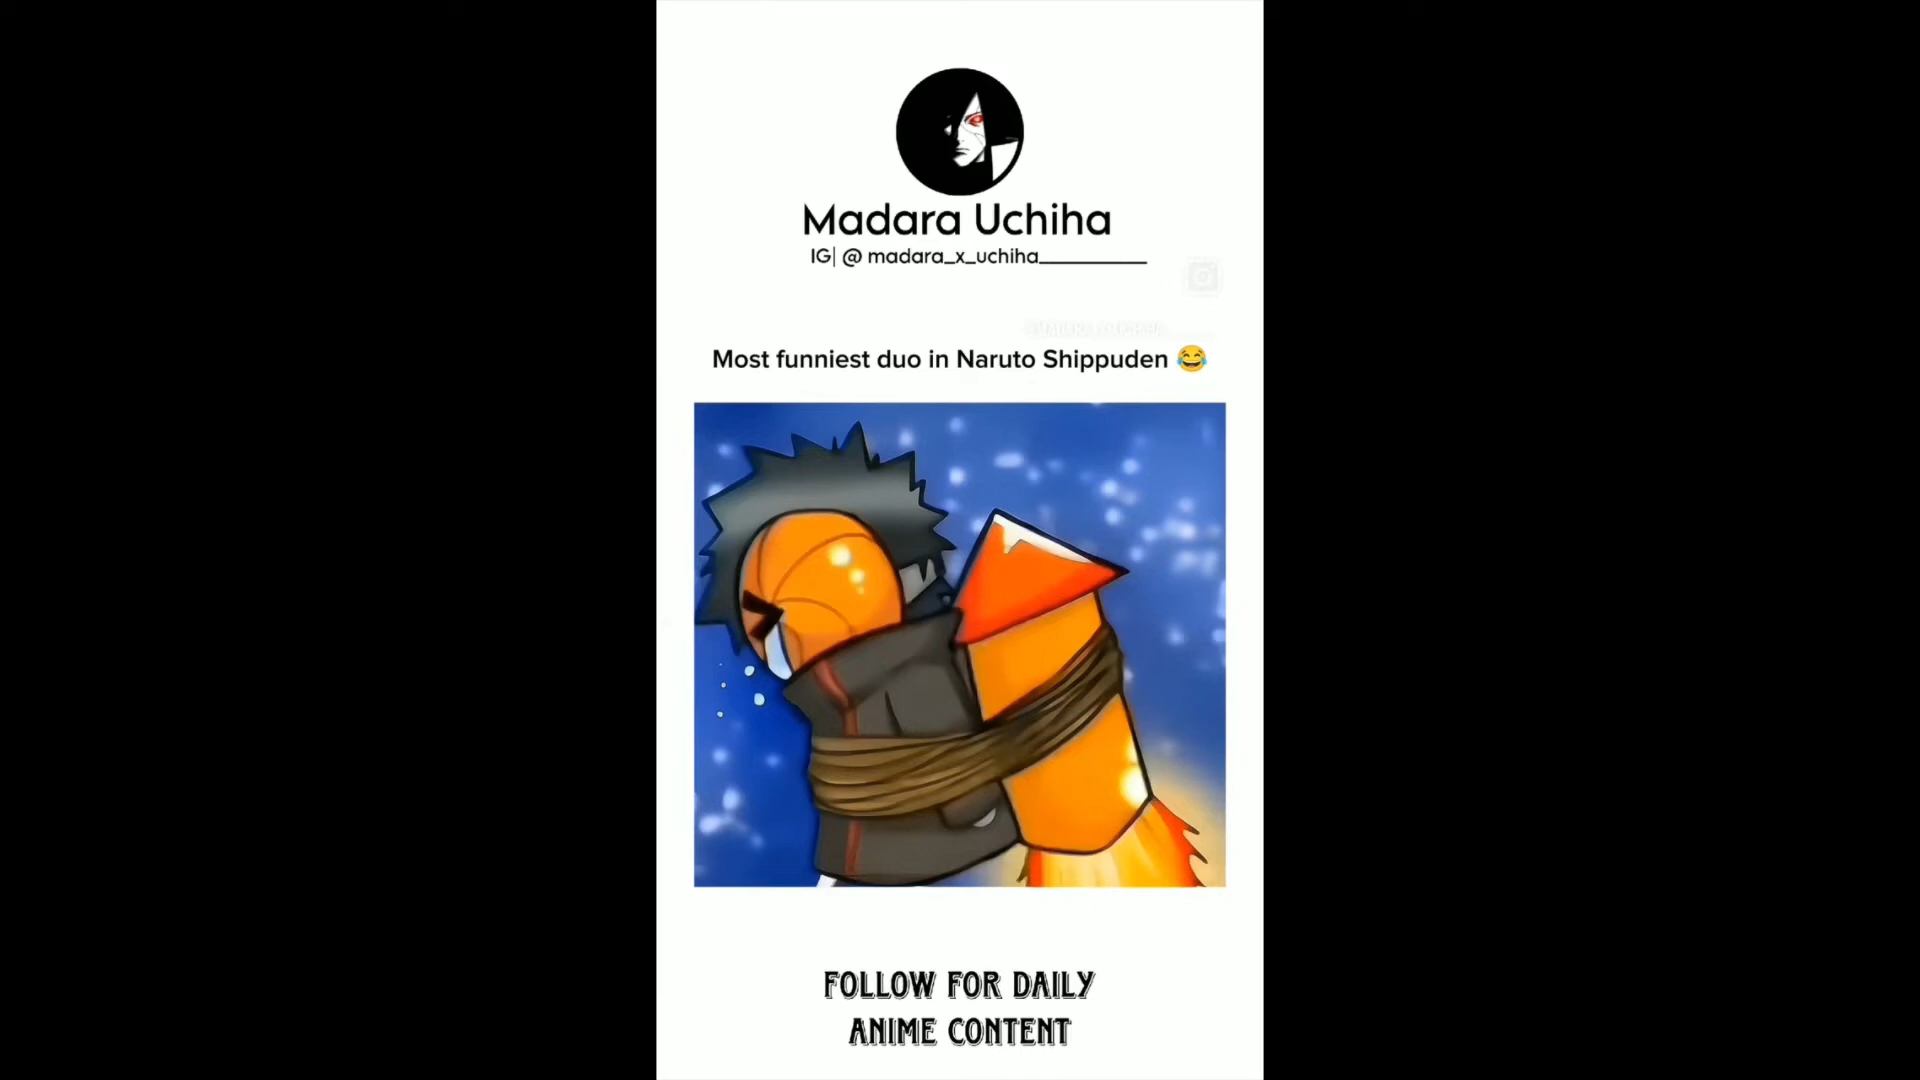 Madara Uchiha
IG| @ madara_x_uchiha__________
Most funniest duo in Naruto Shippuden 😂
FOLLOW FOR DAILY
ANIME CONTENT